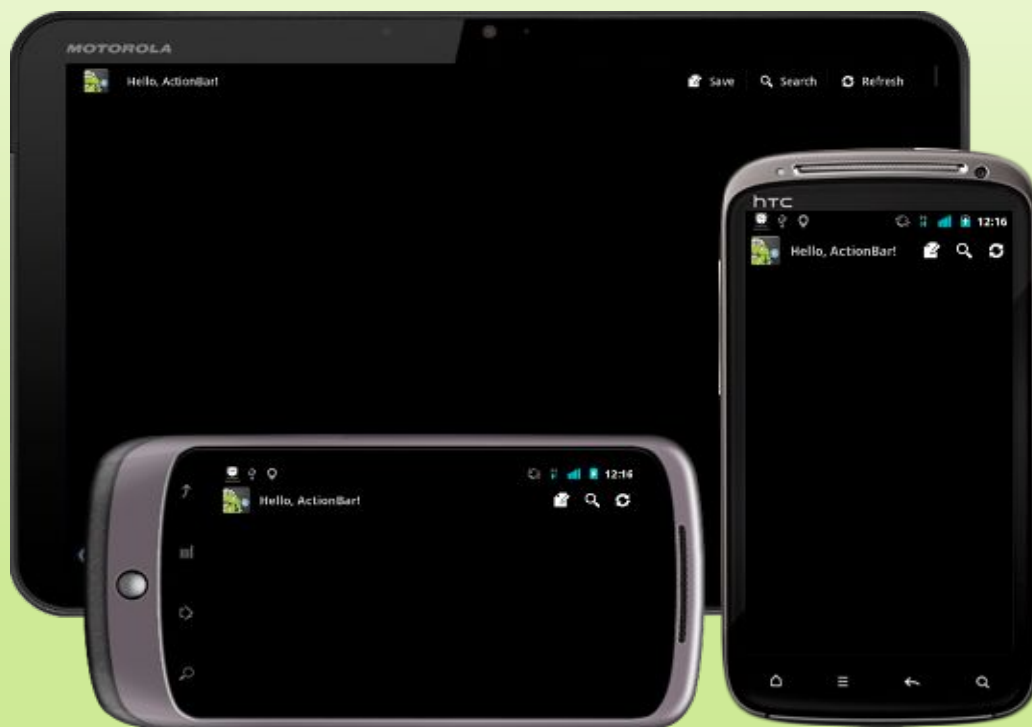 MOTOROLA
Hello, ActionBar!
Save
Search
Refresh
hTC
12:16
Hello, ActionBar!
12:16
Hello, ActionBar!